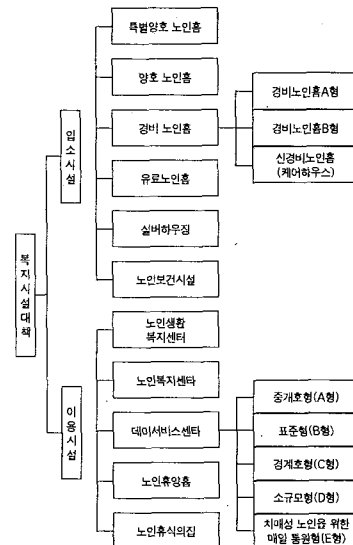 복지시설대책
입소시설
특별양호 노인홈
양호 노인홈
경비 노인홈
경비노인홈A형
경비노인홈B형
신경비노인홈
(케어하우스)
유료노인홈
실버하우징
노인보건시설
이용시설
노인생활
복지센터
노인복지센타
데이서비스센타
중개호형(A형)
표준형(B형)
경계호형(C형)
소규모형(D형)
치매성 노인을 위한
매일 통원형(E형)
노인휴양홈
노인휴식의집